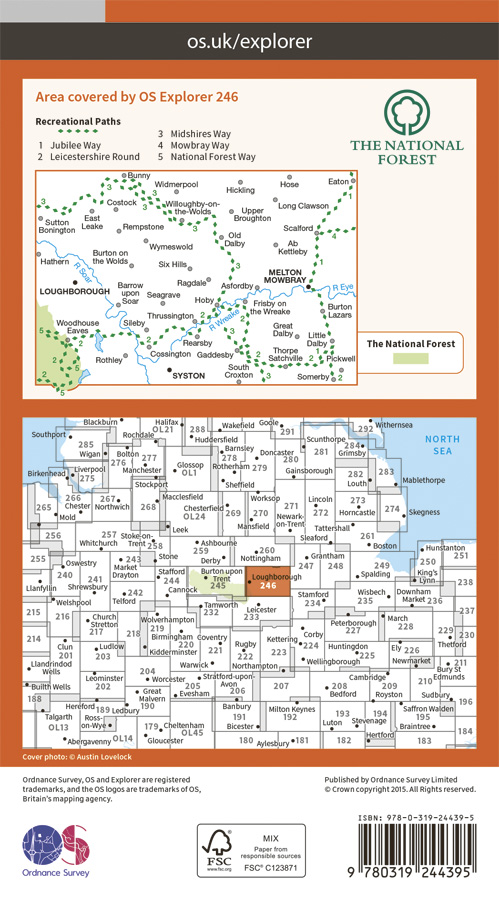 os.uk/explorer
Area covered by OS Explorer 246
Recreational Paths
1 Jubilee Way
2 Leicestershire Round
3 Midshires Way
4 Mowbray Way
5 National Forest Way
THE NATIONAL
FOREST
Bunny
Widmerpool
Hickling
Hose
Eaton
Costock
Willoughby-on-
the-Wolds
Long Clawson
Sutton
Bonington
East
Leake
Rempstone
Upper
Broughton
Scalford
Old
Dalby
Wymeswold
Ab
Kettleby
Hathern
Burton on
the Wolds
Six Hills
R Soar
LOUGHBOROUGH
Ragdale
Asfordby
MELTON
MOWBRAY
R Eye
Barrow
upon
Soar
Seagrave
Hoby
Frisby on
the Wreake
Burton
Lazars
Thrussington
R Wreake
Woodhouse
Eaves
Sileby
Great
Dalby
Little
Dalby
Rearsby
Rothley
Cossington
Gaddesby
Thorpe
Satchville
Pickwell
SYSTON
South
Croxton
Somerby
The National Forest
NORTH
SEA
Blackburn
Halifax
OL21
288
Wakefield
Goole
291
292
Withernsea
Southport
285
Rochdale
Huddersfield
Scunthorpe
284
Grimsby
Wigan
276
Bolton
277
Manchester
Glossop
OL1
Barnsley
278
279
Rotherham
Doncaster
280
281
Gainsborough
282
Louth
283
Mablethorpe
Birkenhead
Liverpool
275
Stockport
Sheffield
266
Chester
265
Mold
267
Northwich
268
Macclesfield
Chesterfield
OL24
269
Worksop
270
Mansfield
271
Newark-
on-Trent
Lincoln
272
273
Horncastle
274
Skegness
Leek
Tattershall
256
Whitchurch
257
Stoke-on-
Trent
258
Ashbourne
259
Derby
260
Nottingham
Sleaford
261
Boston
255
Oswestry
240
243
Market
Drayton
Stone
247
Grantham
248
249
Spalding
Hunstanton
251
250
King's
Lynn
Llanfyllin
241
Shrewsbury
Stafford
244
Cannock
Burton upon
Trent
245
Loughborough
246
Stamford
234
Wisbech
235
Downham
Market
236
238
215
Welshpool
216
242
Telford
Tamworth
232
Leicester
233
Peterborough
227
March
228
229
230
Thetford
214
Church
Stretton
217
218
Wolverhampton
219
Birmingham
220
Coventry
221
Rugby
222
Kettering
223
Corby
224
Huntingdon
225
Ely
226
Clun
201
Ludlow
203
Kidderminster
Warwick
Northampton
Wellingborough
Newmarket
211
Bury St
Edmunds
Llandrindod
Wells
Builth Wells
Leominster
202
204
Worcester
Stratford-upon-
Avon
205
206
Evesham
207
208
Bedford
Cambridge
209
Royston
210
Sudbury
196
188
Hereford
189
Ledbury
Great
Malvern
190
Banbury
191
Bicester
Milton Keynes
192
193
Luton
194
Stevenage
Saffron Walden
195
Braintree
Talgarth
OL13
Ross-
on-Wye
Abergavenny
OL14
179
Cheltenham
Gloucester
OL45
180
Aylesbury
181
182
Hertford
183
184
Cover photo: © Austin Lovelock
Ordnance Survey, OS and Explorer are registered
trademarks, and the OS logos are trademarks of OS,
Britain's mapping agency.
Published by Ordnance Survey Limited
© Crown copyright 2015. All Rights reserved.
OS
Ordnance Survey
FSC
www.fsc.org
MIX
Paper from
responsible sources
FSC® C123871
ISBN: 978-0-319-24439-5
9 780319 244395